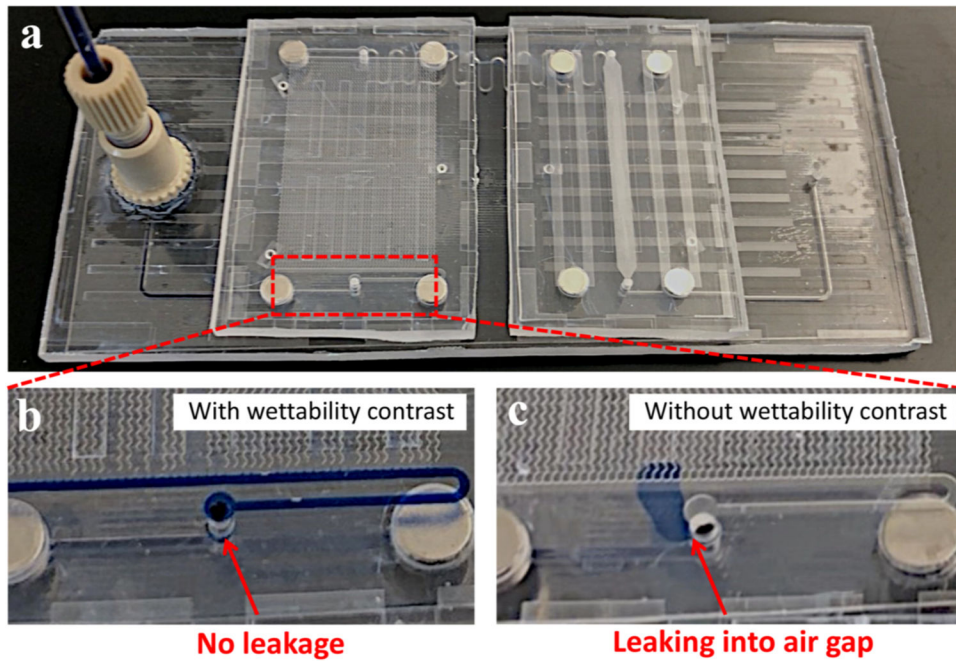 a
b
With wettability contrast
c
Without wettability contrast
No leakage
Leaking into air gap